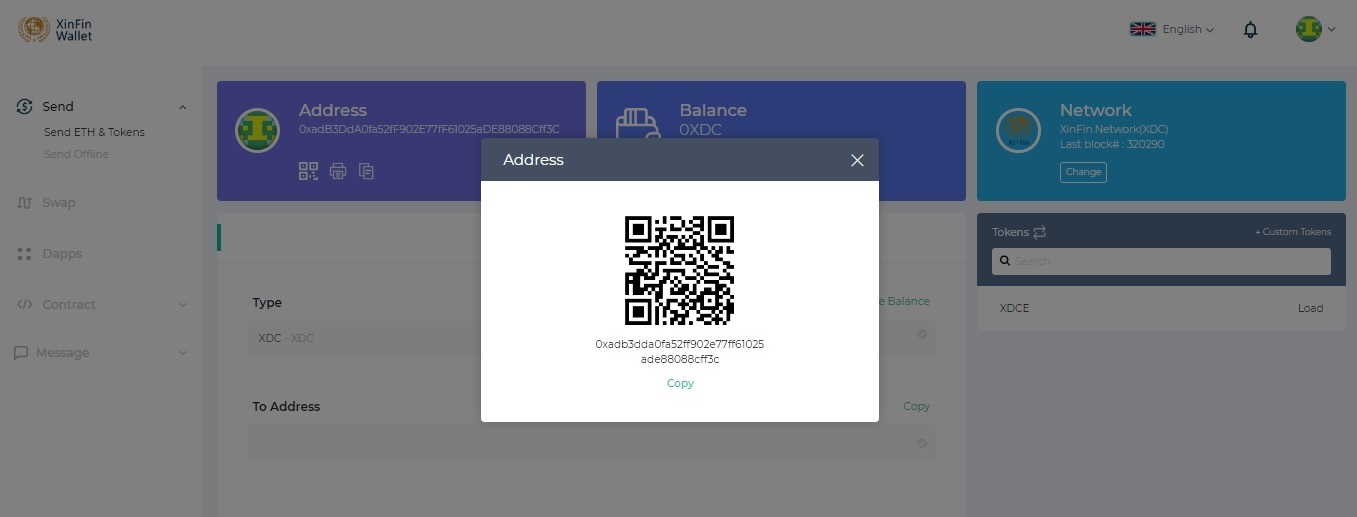 XinFin
Wallet
English
Send
Send ETH & Tokens
Send Offline
Swap
Dapps
Contract
Message
Address
0xadB3DdA0fa52fF902E77fF61025aDE88088Cff3C
Balance
0XDC
Network
XinFin.Network(XDC)
Last block# : 320290
Change
Address
0xadb3dda0fa52ff902e77ff61025
ade88088cff3c
Copy
Type
e Balance
XDC - XDC
To Address
Copy
Tokens
+ Custom Tokens
Search
XDCE
Load